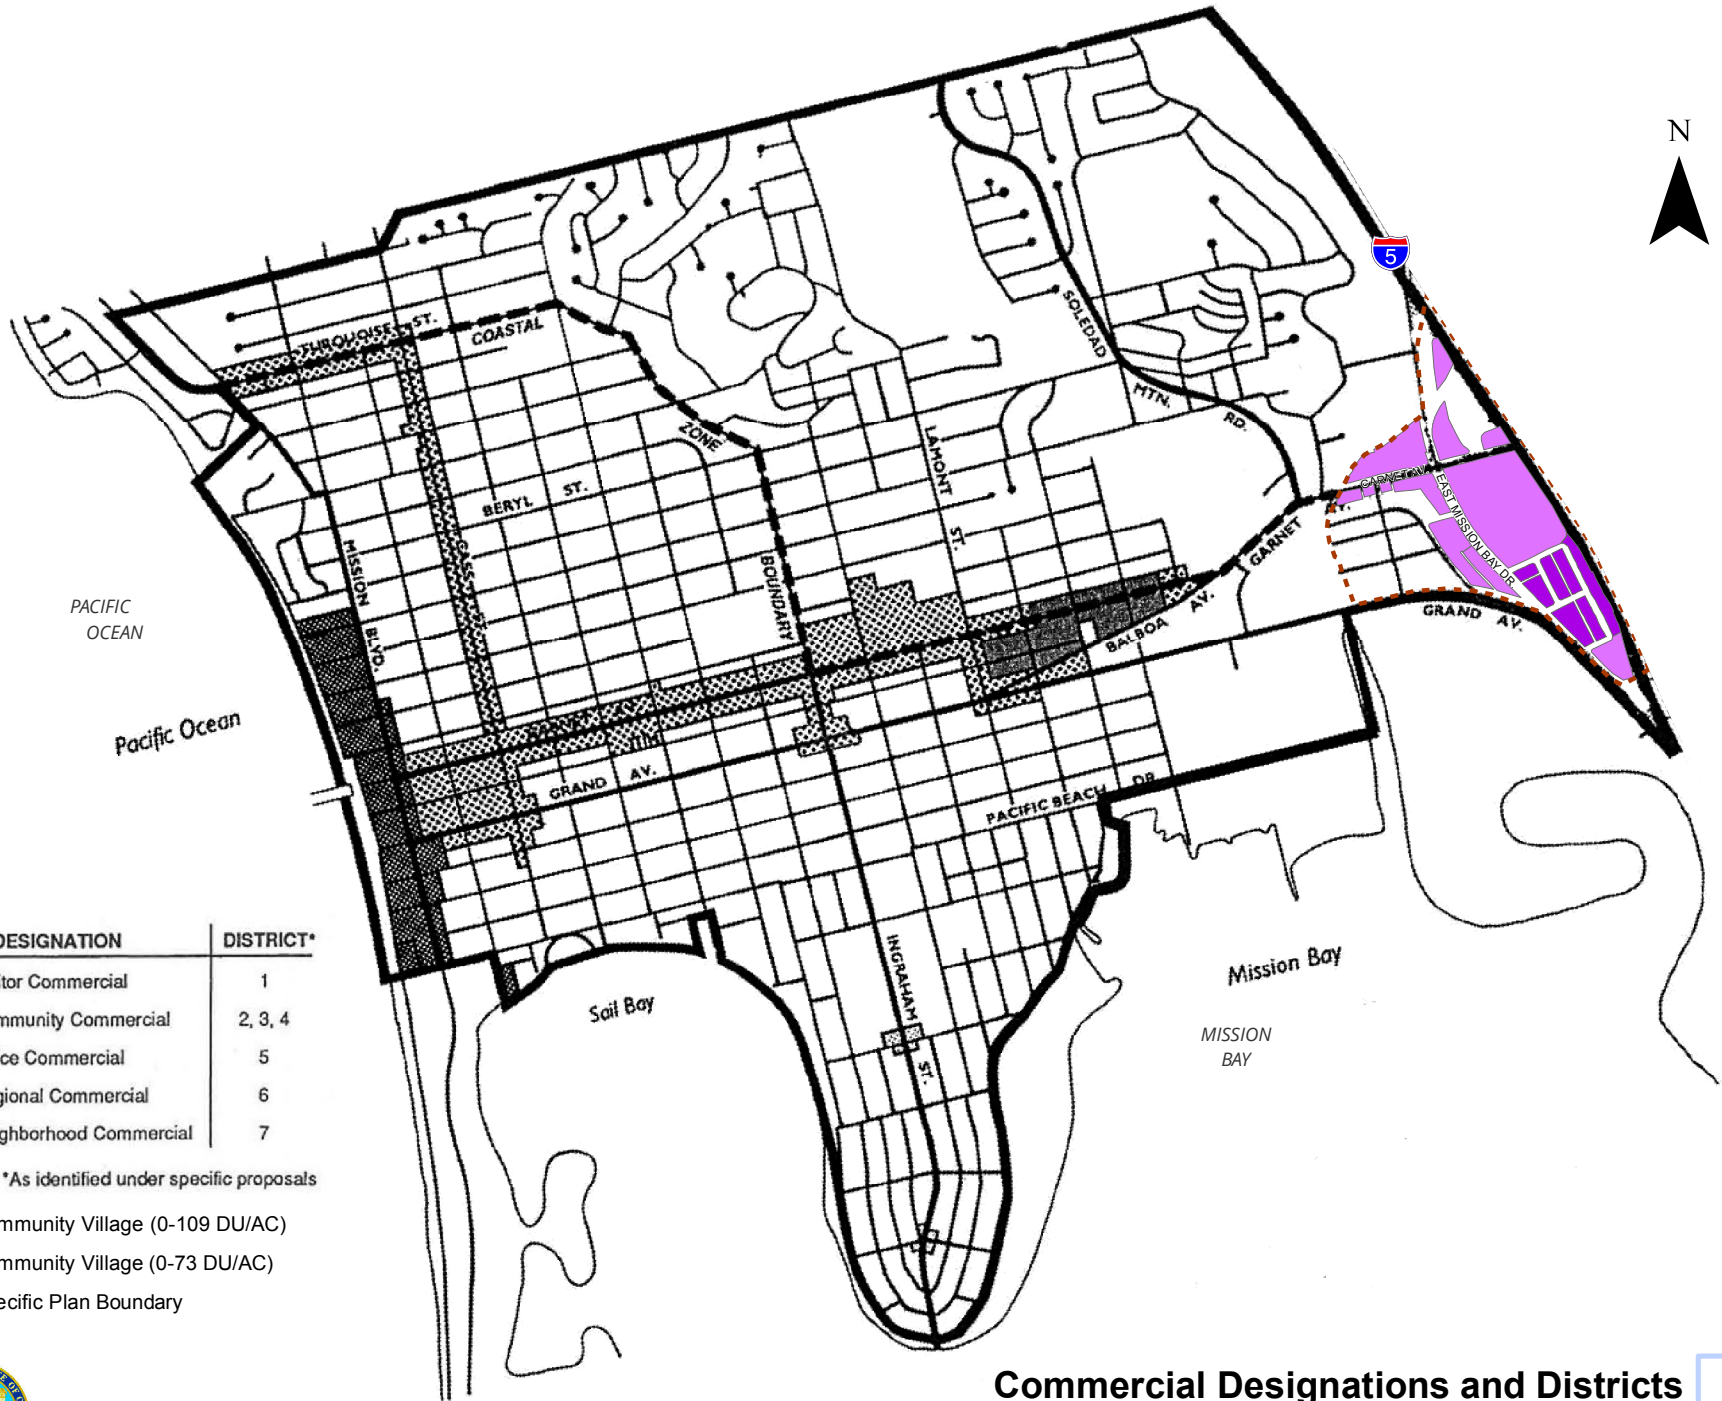 N
5
TURQUOISE ST.
COASTAL
ZONE
BOUNDARY
SOLEDAD
MTN.
RD.
LAMONT
ST.
BERYL ST.
CASS ST.
MISSION
BLVD.
GARNET AV.
EAST MISSION BAY DR
GARNET
BALBOA AV.
GRAND AV.
GRAND AV.
PACIFIC BEACH DR.
INGRAHAM
ST.
PACIFIC
OCEAN
Pacific Ocean
Sail Bay
Mission Bay
MISSION
BAY
DESIGNATION DISTRICT*
tor Commercial 1
mmunity Commercial 2, 3, 4
ce Commercial 5
gional Commercial 6
ghborhood Commercial 7
*As identified under specific proposals
mmunity Village (0-109 DU/AC)
mmunity Village (0-73 DU/AC)
ecific Plan Boundary
Commercial Designations and Districts